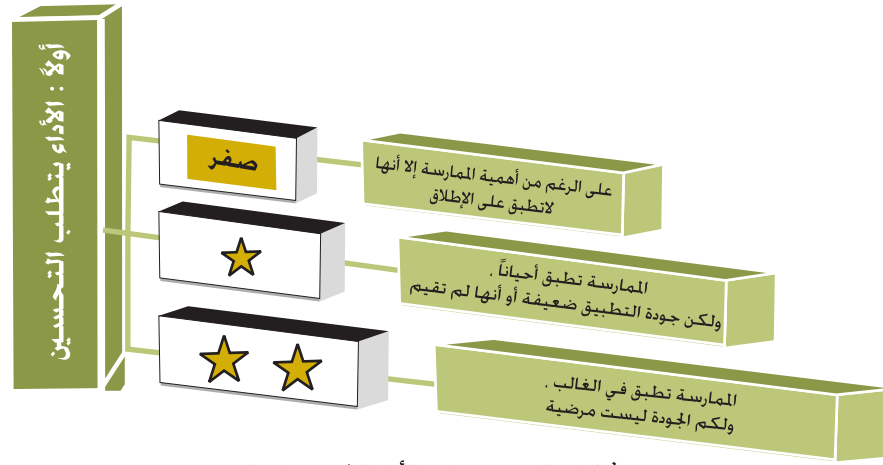 أولاً : الأداء يتطلب التحسين
صفر
على الرغم من أهمية الممارسة إلا أنها
لاتطبق على الإطلاق
الممارسة تطبق أحياناً .
ولكن جودة التطبيق ضعيفة أو أنها لم تقيم
الممارسة تطبق في الغالب .
ولكم الجودة ليست مرضية